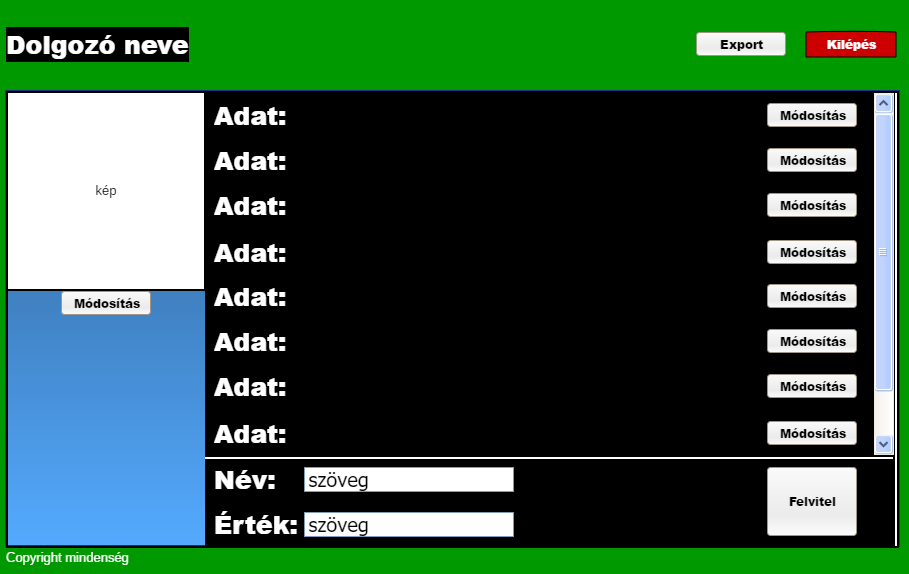 Dolgozó neve
Export
Kilépés
kép
Módosítás
Adat:
Módosítás
Adat:
Módosítás
Adat:
Módosítás
Adat:
Módosítás
Adat:
Módosítás
Adat:
Módosítás
Adat:
Módosítás
Adat:
Módosítás
Név: szöveg
Érték: szöveg
Felvitel
Copyright mindenség